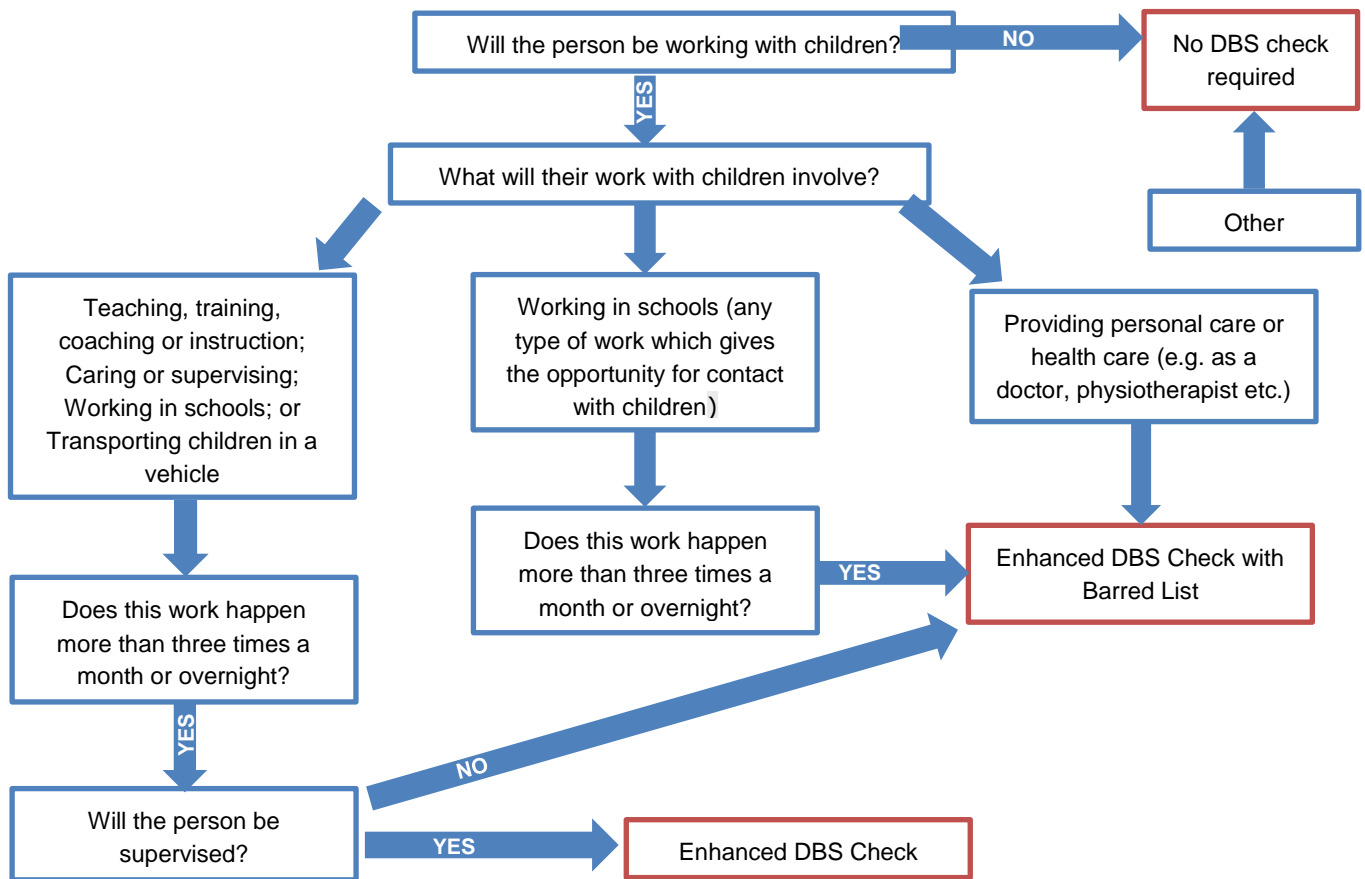 Will the person be working with children?
NO
No DBS check
required
YES
What will their work with children involve?
Other
Teaching, training,
coaching or instruction;
Caring or supervising;
Working in schools; or
Transporting children in a
vehicle
Working in schools (any
type of work which gives
the opportunity for contact
with children)
Providing personal care or
health care (e.g. as a
doctor, physiotherapist etc.)
Does this work happen
more than three times a
month or overnight?
Does this work happen
more than three times a
month or overnight?
YES
Enhanced DBS Check with
Barred List
YES
NO
Will the person be
supervised?
YES
Enhanced DBS Check